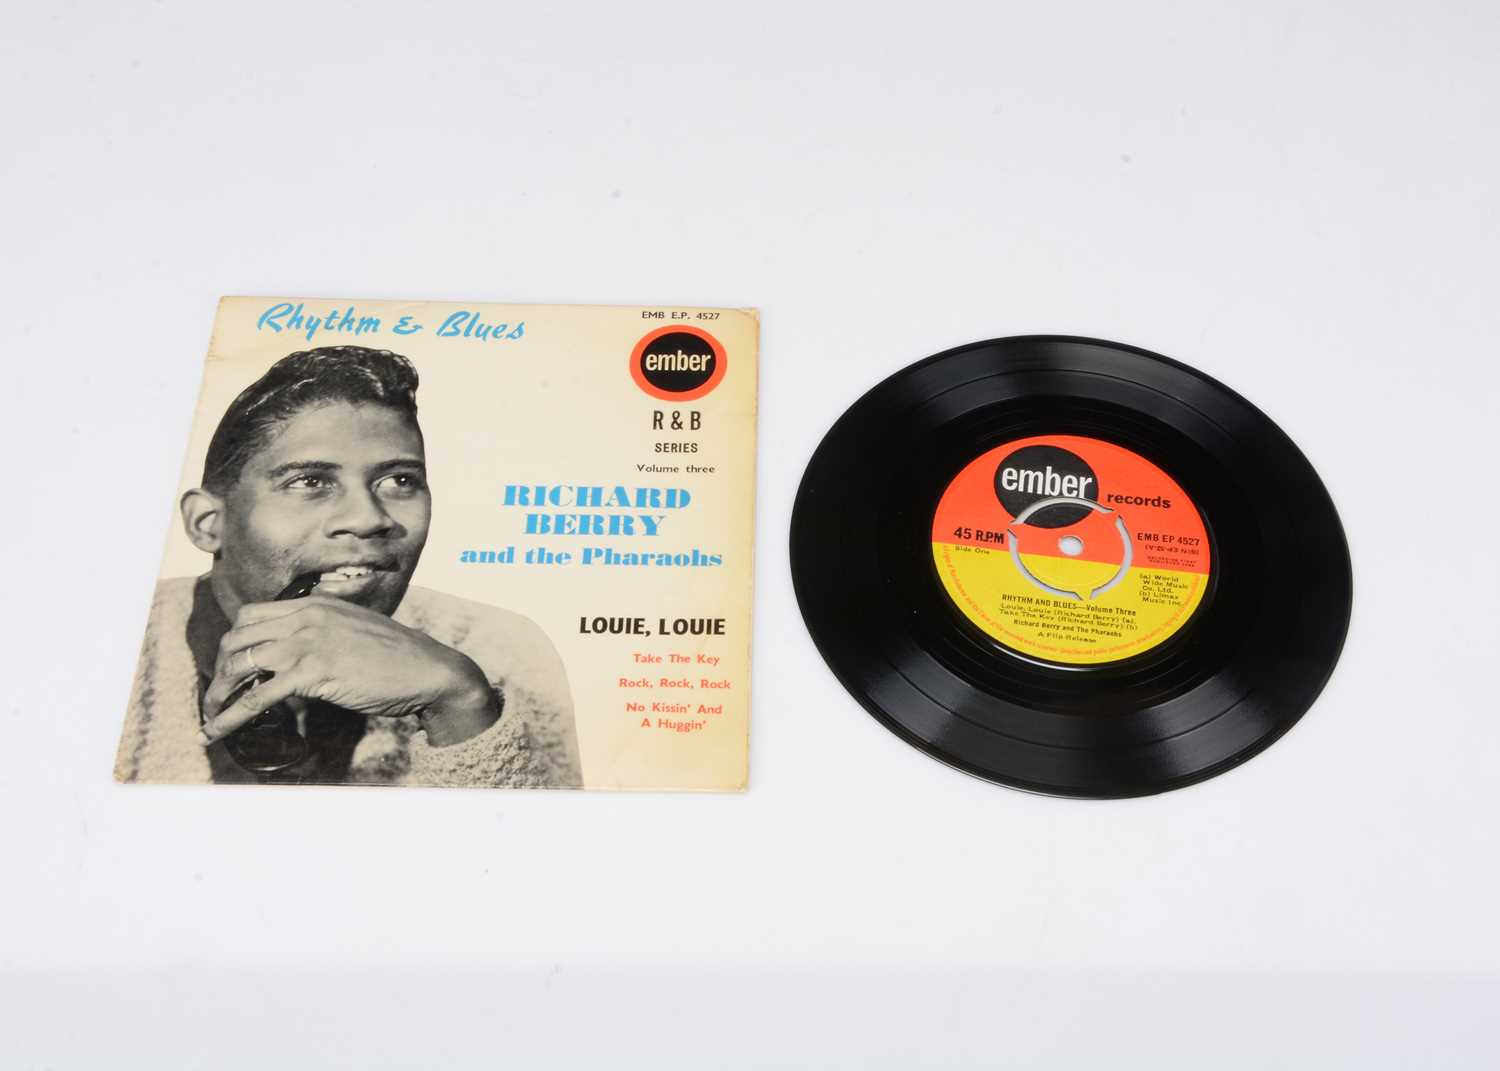 Rhythm & Blues
EMB E.P. 4527
ember
R & B
SERIES
Volume three
RICHARD
BERRY
and the Pharaohs
LOUIE, LOUIE
Take The Key
Rock, Rock, Rock
No Kissin' And
A Huggin'
ember
records
45 R.P.M
EMB EP 4527
Side One
(a) World
Wide Music
Co. Ltd.
(b) Limax
Music Inc.
RHYTHM AND BLUES—Volume Three
Louie, Louie (Richard Berry) (a),
Take The Key (Richard Berry) (b)
Richard Berry and The Pharaohs
A Flip Release